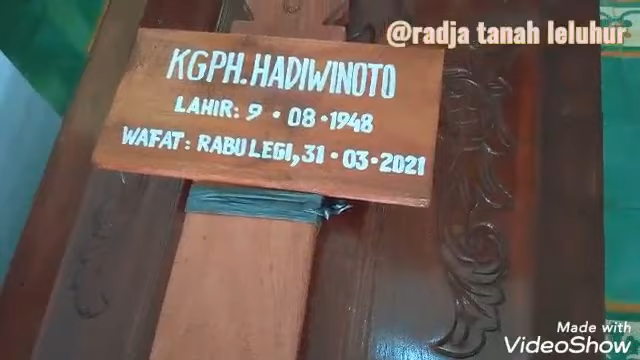 @radja tanah leluhur
KGPH. HADIWINOTO
LAHIR: 9 • 08 • 1948
WAFAT: RABU LEGI, 31 • 03 • 2021
Made with
VideoShow